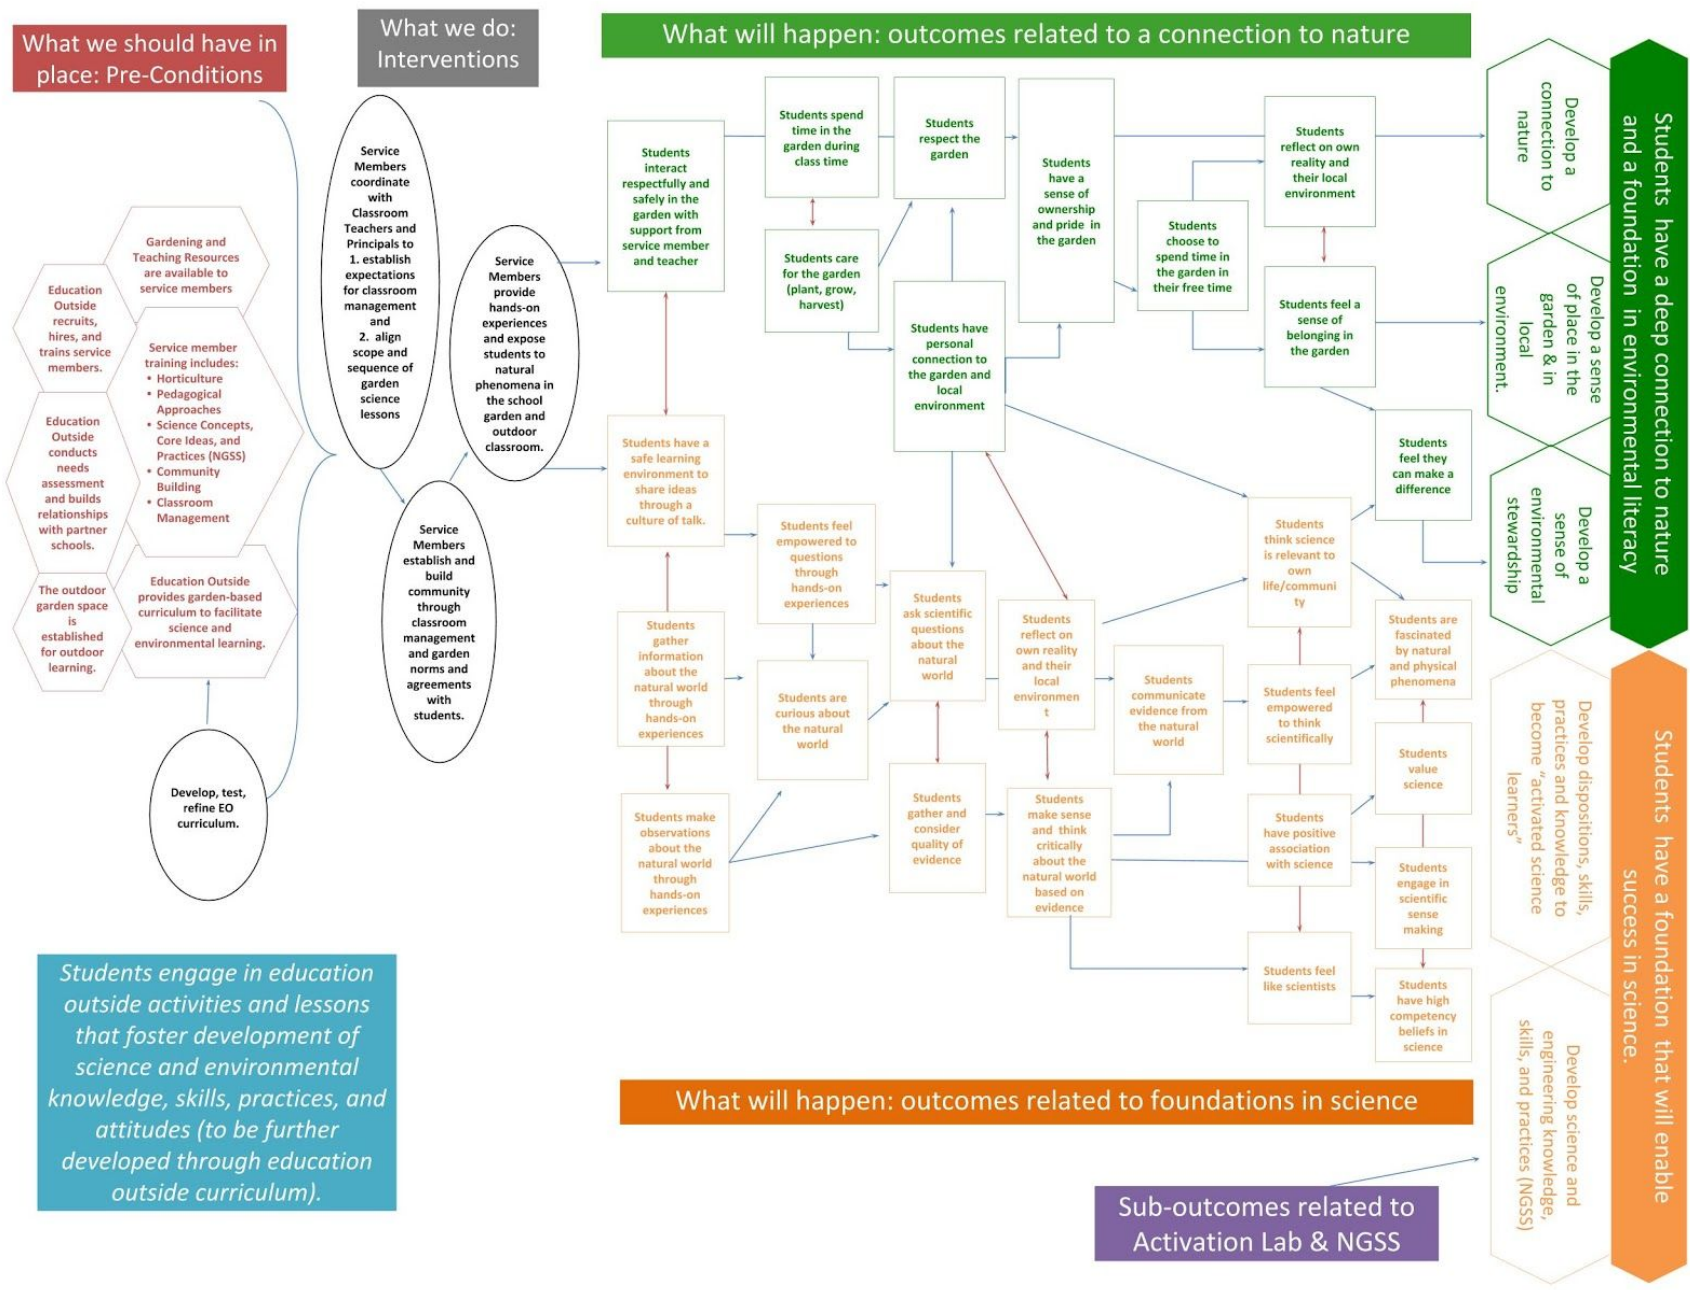 What we should have in
place: Pre-Conditions
What we do:
Interventions
What will happen: outcomes related to a connection to nature
Gardening and
Teaching Resources
are available to
service members
Education
Outside
recruits,
hires, and
trains service
members.
Service member
training includes:
▪ Horticulture
▪ Pedagogical
Approaches
▪ Science Concepts,
Core Ideas, and
Practices (NGSS)
▪ Community
Building
▪ Classroom
Management
Education
Outside
conducts
needs
assessment
and builds
relationships
with partner
schools.
The outdoor
garden space
is
established
for outdoor
learning.
Education Outside
provides garden-based
curriculum to facilitate
science and
environmental learning.
Develop, test,
refine EO
curriculum.
Service
Members
coordinate
with
Classroom
Teachers and
Principals to
1. establish
expectations
for classroom
management
and
2. align
scope and
sequence of
garden
science
lessons
Service
Members
provide
hands-on
experiences
and expose
students to
natural
phenomena in
the school
garden and
outdoor
classroom.
Service
Members
establish and
build
community
through
classroom
management
and garden
norms and
agreements
with
students.
Students
interact
respectfully and
safely in the
garden with
support from
service member
and teacher
Students spend
time in the
garden during
class time
Students care
for the garden
(plant, grow,
harvest)
Students
respect the
garden
Students have
personal
connection to
the garden and
local
environment
Students
have a
sense of
ownership
and pride in
the garden
Students
choose to
spend time in
the garden in
their free time
Students
reflect on own
reality and
their local
environment
Students feel a
sense of
belonging in
the garden
Students
feel they
can make a
difference
Students have a
safe learning
environment to
share ideas
through a
culture of talk.
Students
gather
information
about the
natural world
through
hands-on
experiences
Students make
observations
about the
natural world
through
hands-on
experiences
Students feel
empowered to
questions
through
hands-on
experiences
Students are
curious about
the natural
world
Students
ask scientific
questions
about the
natural
world
Students
gather and
consider
quality of
evidence
Students
reflect on
own reality
and their
local
environmen
t
Students
make sense
and think
critically
about the
natural world
based on
evidence
Students
communicate
evidence from
the natural
world
Students
think science
is relevant to
own
life/communi
ty
Students feel
empowered
to think
scientifically
Students
have positive
association
with science
Students feel
like scientists
Students are
fascinated
by natural
and physical
phenomena
Students
value
science
Students
engage in
scientific
sense
making
Students
have high
competency
beliefs in
science
Develop a
connection to
nature
Develop a sense
of place in the
garden & in
local
environment.
Develop a
sense of
environmental
stewardship
Develop dispositions, skills,
practices and knowledge to
become “activated science
learners”
Develop science and
engineering knowledge,
skills, and practices (NGSS)
Students have a deep connection to nature
and a foundation in environmental literacy
Students have a foundation that will enable
success in science.
Students engage in education
outside activities and lessons
that foster development of
science and environmental
knowledge, skills, practices, and
attitudes (to be further
developed through education
outside curriculum).
What will happen: outcomes related to foundations in science
Sub-outcomes related to
Activation Lab & NGSS